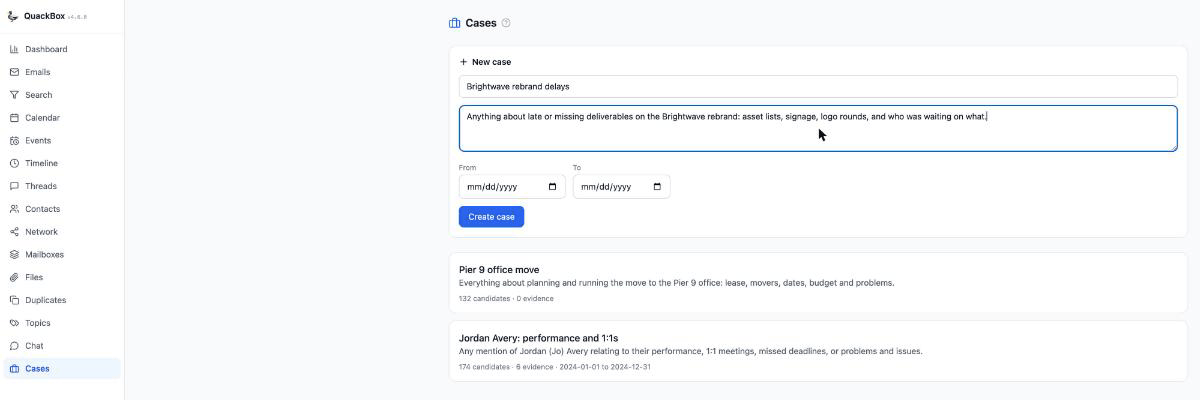 QuackBox v4.6.0
Dashboard
Emails
Search
Calendar
Events
Timeline
Threads
Contacts
Network
Mailboxes
Files
Duplicates
Topics
Chat
Cases
Cases
New case
Brightwave rebrand delays
Anything about late or missing deliverables on the Brightwave rebrand: asset lists, signage, logo rounds, and who was waiting on what.
From To
mm/dd/yyyy mm/dd/yyyy
Create case
Pier 9 office move
Everything about planning and running the move to the Pier 9 office: lease, movers, dates, budget and problems.
132 candidates · 0 evidence
Jordan Avery: performance and 1:1s
Any mention of Jordan (Jo) Avery relating to their performance, 1:1 meetings, missed deadlines, or problems and issues.
174 candidates · 6 evidence · 2024-01-01 to 2024-12-31